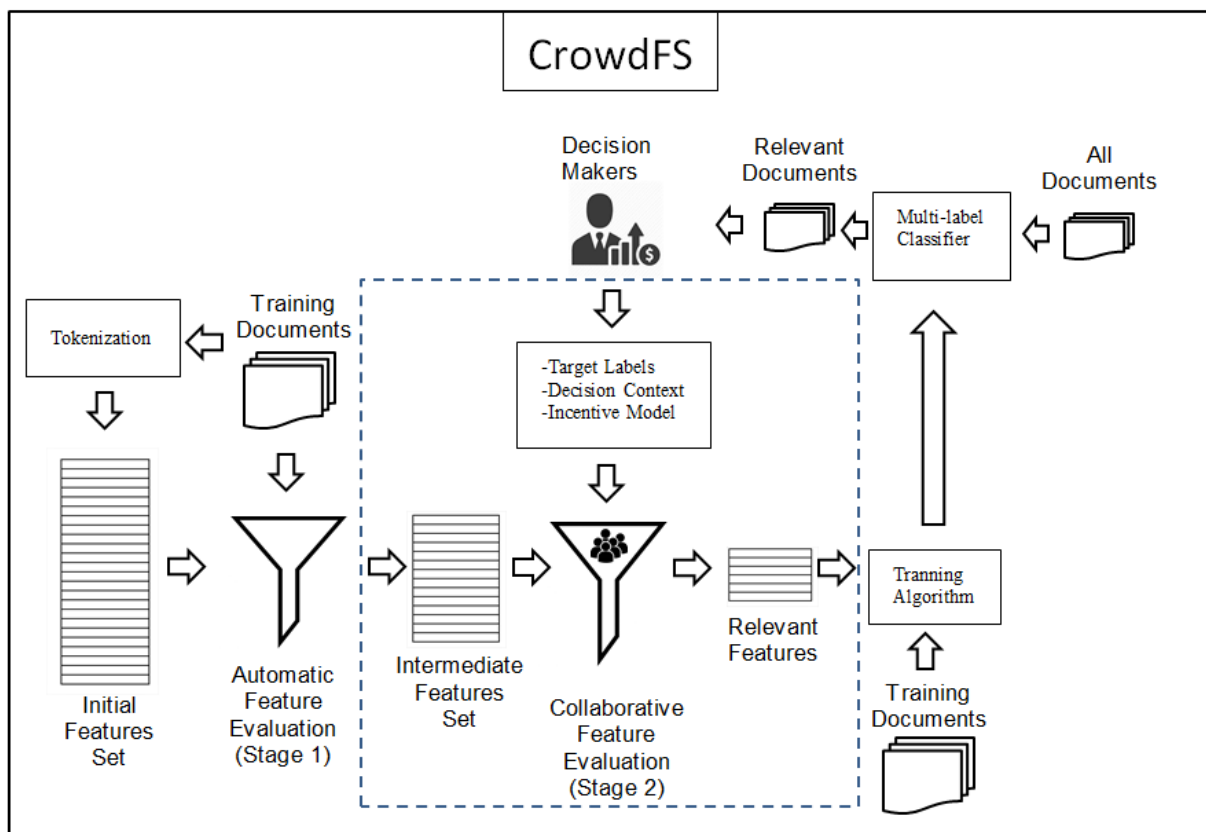 CrowdFS
Decision
Makers
Relevant
Documents
All
Documents
Multi-label
Classifier
Training
Documents
Tokenization
-Target Labels
-Decision Context
-Incentive Model
Tranning
Algorithm
Initial
Features
Set
Automatic
Feature
Evaluation
(Stage 1)
Intermediate
Features
Set
Collaborative
Feature
Evaluation
(Stage 2)
Relevant
Features
Training
Documents
$